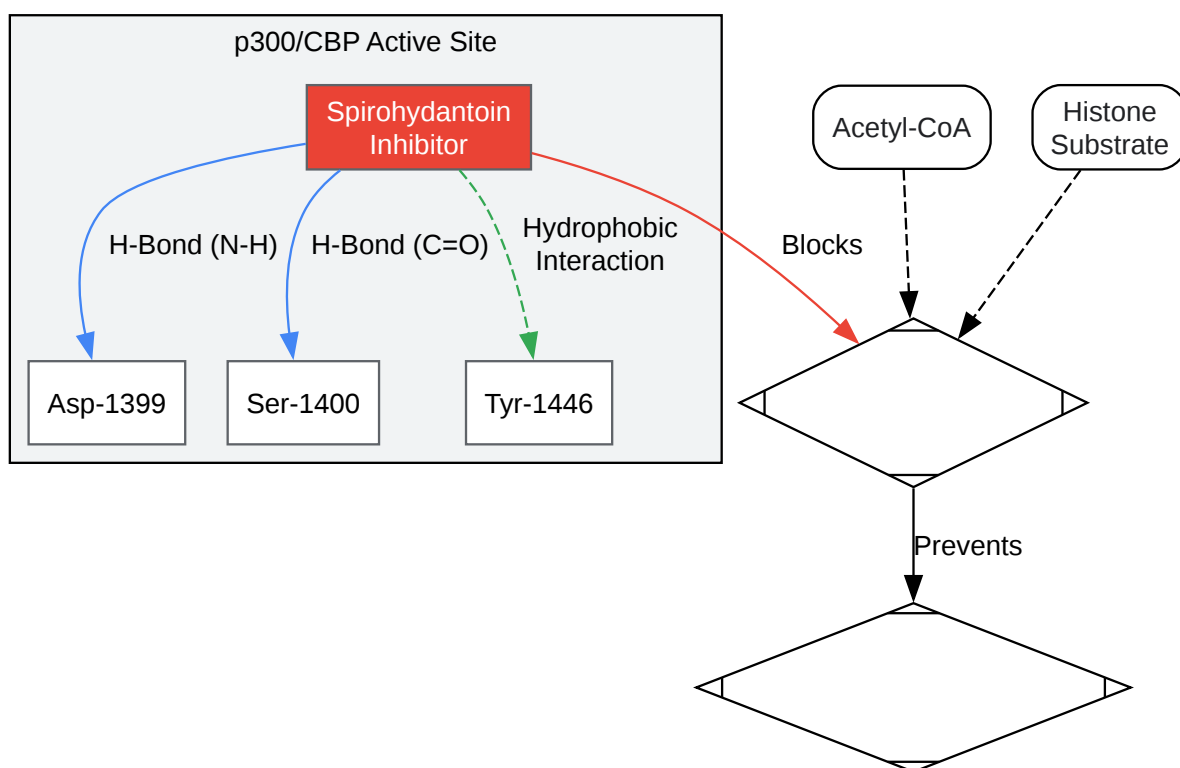 p300/CBP Active Site
Spirohydantoin
Inhibitor
Acetyl-CoA
Histone
Substrate
H-Bond (N-H)
H-Bond (C=O)
Hydrophobic
Interaction
Blocks
Asp-1399
Ser-1400
Tyr-1446
Prevents